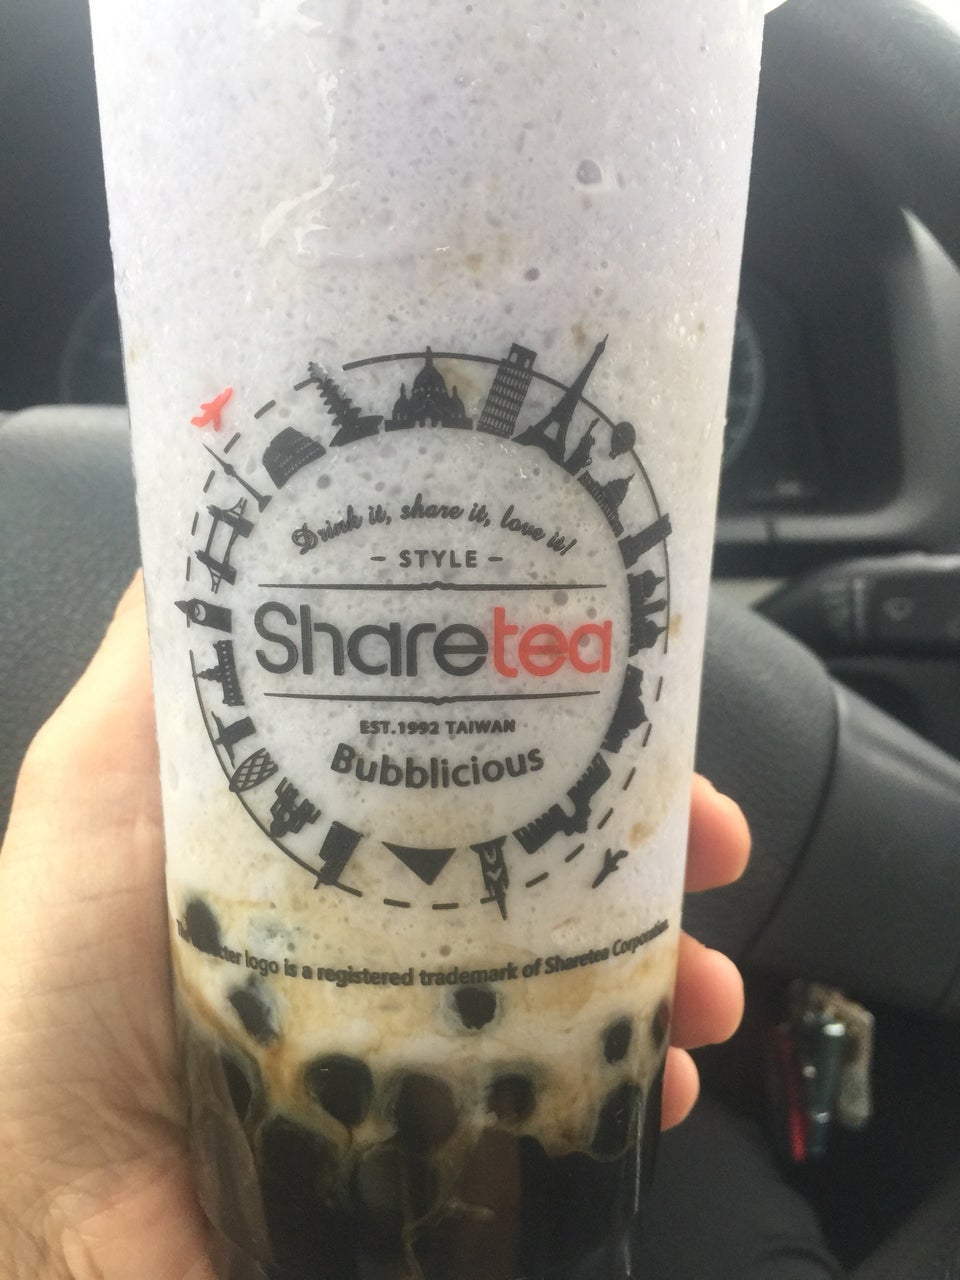 Drink it, share it, love it!
- STYLE -
Sharetea
EST.1992 TAIWAN
Bubblicious
logo is a registered trademark of Sharetea Corporation